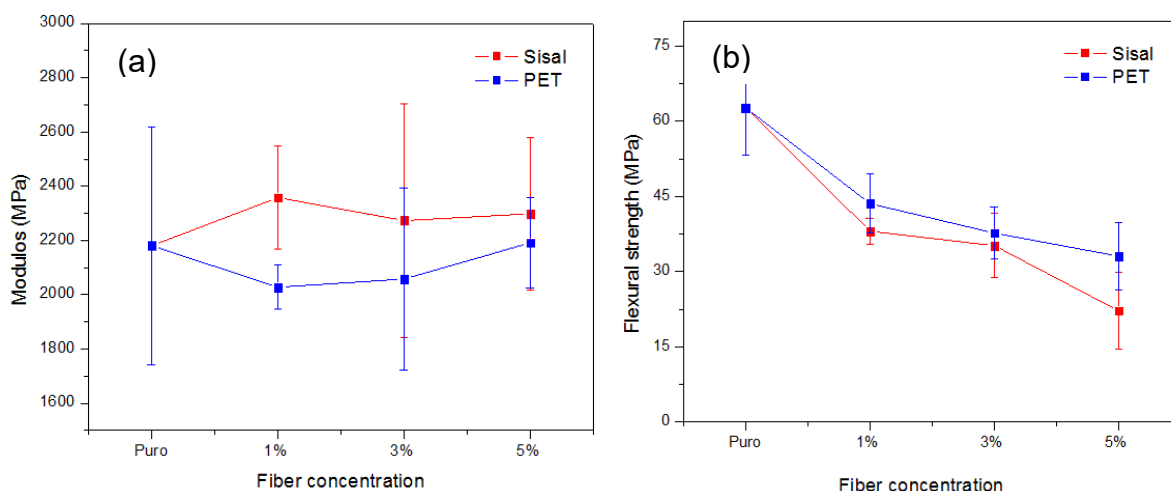 (a)
Sisal
PET
3000
2800
2600
2400
2200
2000
1800
1600
Modulos (MPa)
Puro 1% 3% 5%
Fiber concentration
(b)
Sisal
PET
75
60
45
30
15
0
Flexural strength (MPa)
Puro 1% 3% 5%
Fiber concentration